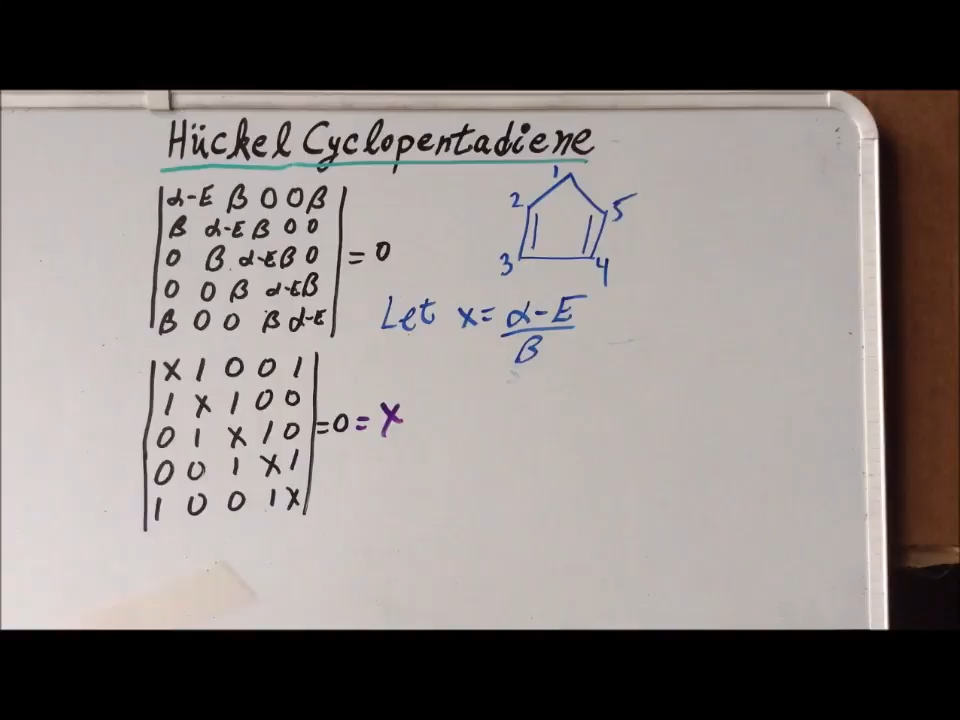 Hückel Cyclopentadiene
α-E β 0 0 β
β α-E β 0 0
0 β α-E β 0
0 0 β α-E β
β 0 0 β α-E
= 0
1
2
5
3
4
Let x = α-E
β
x 1 0 0 1
1 x 1 0 0
0 1 x 1 0
0 0 1 x 1
1 0 0 1 x
= 0 = x